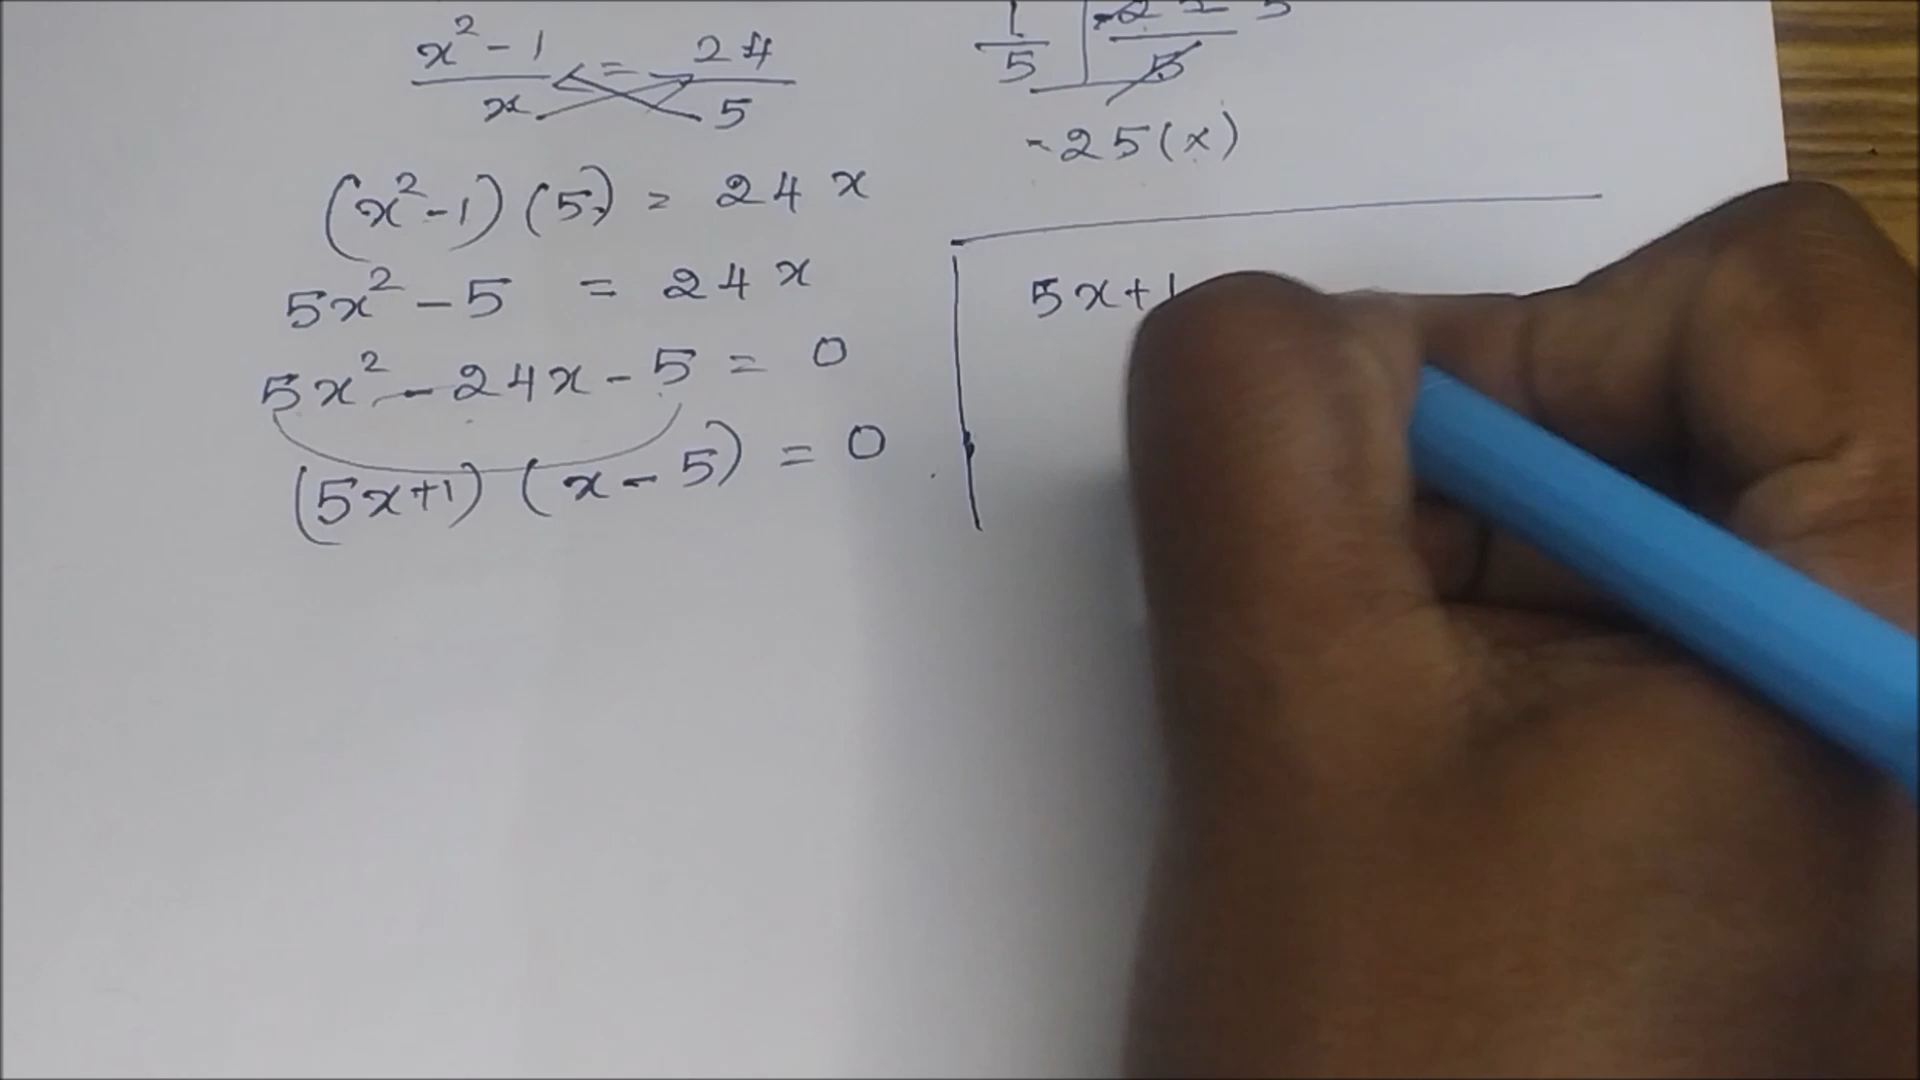 x² - 1 / x = 24 / 5
(x² - 1) (5) = 24x
5x² - 5 = 24x
5x² - 24x - 5 = 0
(5x+1) (x - 5) = 0
1 / 5
5
-25(x)
5x+1